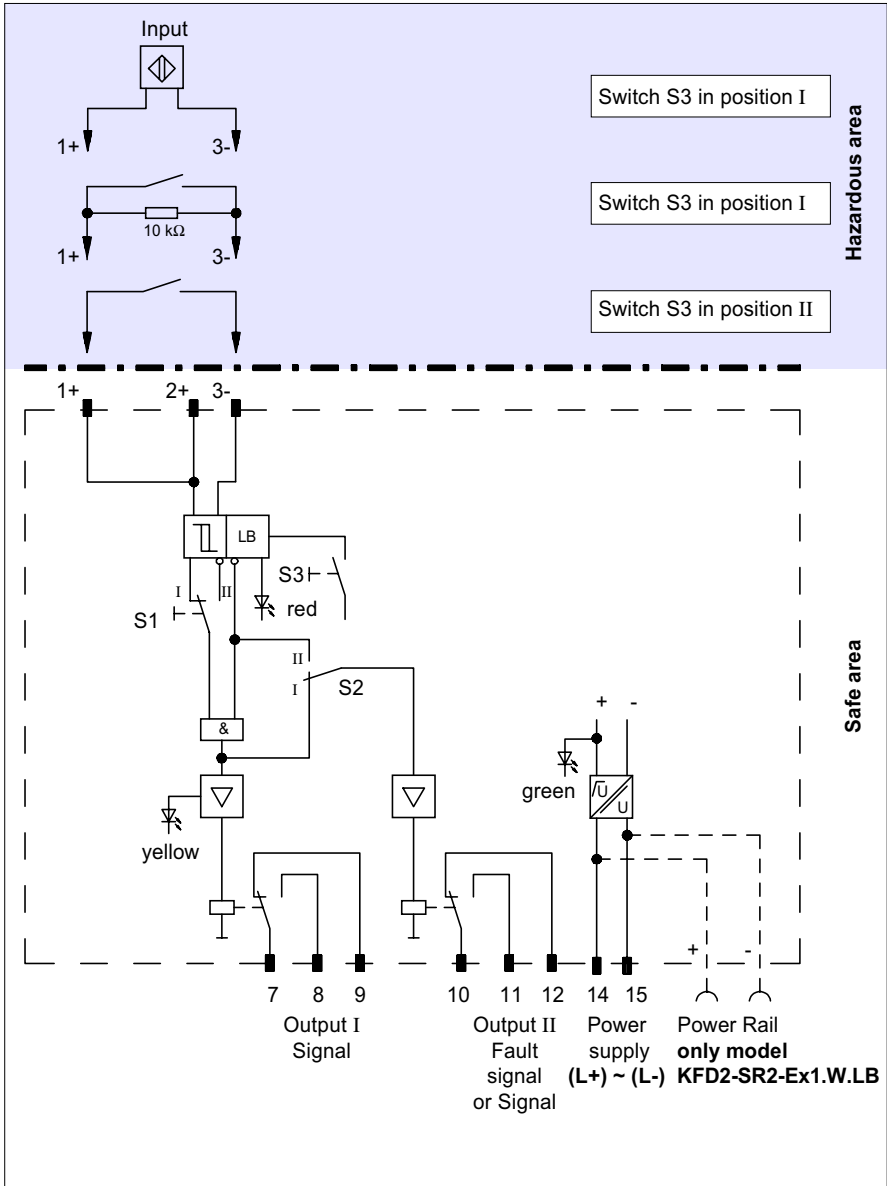 Input
Switch S3 in position I
1+ 3-
Switch S3 in position I
10 kΩ
1+ 3-
Switch S3 in position II
Hazardous area
1+ 2+ 3-
LB
S3
I II
red
S1
II
I S2
+ -
&
green
U
U
yellow
Safe area
+ -
7 8 9 10 11 12 14 15
Output I
Signal
Output II
Fault
signal
or Signal
Power
supply
(L+) ~ (L-)
Power Rail
only model
KFD2-SR2-Ex1.W.LB